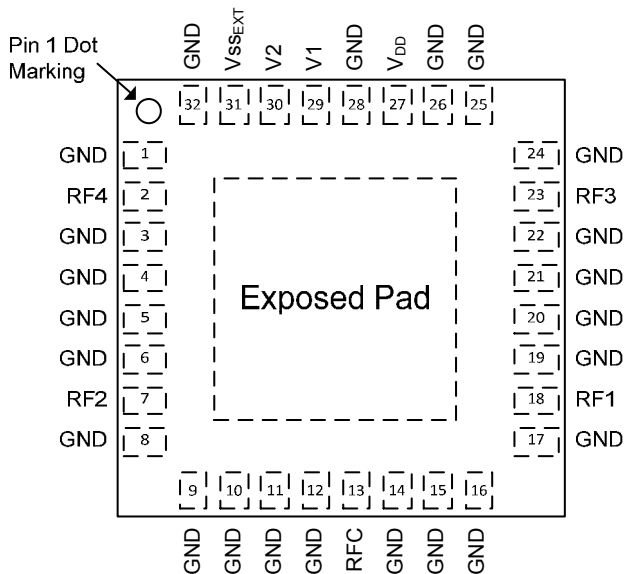 Pin 1 Dot
Marking
GND
VSSEXT
V2
V1
GND
VDD
GND
GND
32
31
30
29
28
27
26
25
GND 1
RF4 2
GND 3
GND 4
GND 5
GND 6
RF2 7
GND 8
24 GND
23 RF3
22 GND
21 GND
20 GND
19 GND
18 RF1
17 GND
Exposed Pad
9
10
11
12
13
14
15
16
GND
GND
GND
GND
RFC
GND
GND
GND